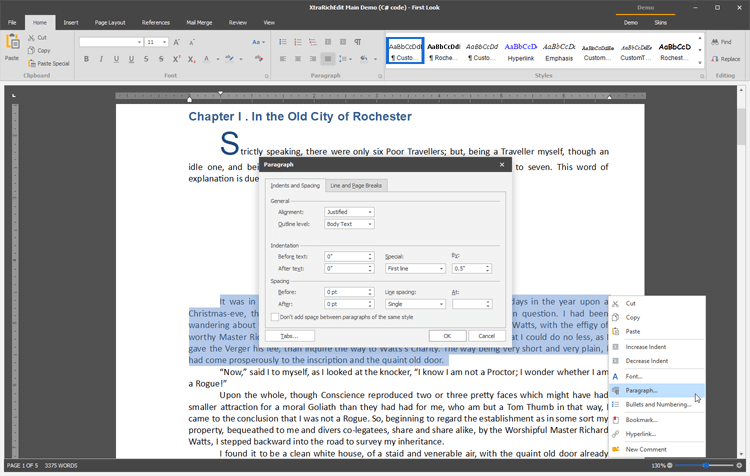 XtraRichEdit Main Demo (C# code) - First Look
Demo
File Home Insert Page Layout References Mail Merge Review View Demo Skins
Paste
Cut
Copy
Paste Special
Clipboard
11
Aa
B I U S S X² X₂ A
Font
Paragraph
AaBbCcDd AaBbCcDd AaBbCcDd AaBbCcDd AaBbCcDc AaBbCcDdEe AaBbCcDdEe AaBbCcD
¶ Custo... ¶ Roche... ¶ Custo... Hyperlink Emphasis Custom... CustomT... Rochest...
Styles
Find
Replace
Editing
Chapter I . In the Old City of Rochester
Strictly speaking, there were only six Poor Travellers; but, being a Traveller myself, though an
idle one, and bei
to seven. This word of
explanation is due
Paragraph
Indents and Spacing Line and Page Breaks
General
Alignment: Justified
Outline level: Body Text
Indentation
Before text: 0" Special: By:
After text: 0" First line 0.5"
Spacing
Before: 0 pt Line spacing: At:
After: 0 pt Single
Don't add space between paragraphs of the same style
Tabs... OK Cancel
It was in
days in the year upon a
Christmas-eve, th
n question. I had been
wandering about
Watts, with the effigy of
worthy Master Ric
t I could do no less, as I
gave the Verger his fee, than inquire the way to Watts's Charity. The way being very short and very plain, I
had come prosperously to the inscription and the quaint old door.
"Now," said I to myself, as I looked at the knocker, "I know I am not a Proctor; I wonder whether I am
a Rogue!"
Upon the whole, though Conscience reproduced two or three pretty faces which might have had
smaller attraction for a moral Goliath than they had had for me, who am but a Tom Thumb in that way, I
came to the conclusion that I was not a Rogue. So, beginning to regard the establishment as in some sort my
property, bequeathed to me and divers co-legatees, share and share alike, by the Worshipful Master Richard
Watts, I stepped backward into the road to survey my inheritance.
I found it to be a clean white house, of a staid and venerable air, with the quaint old door already
Cut
Copy
Paste
Increase Indent
Decrease Indent
Font...
Paragraph...
Bullets and Numbering...
Bookmark...
Hyperlink...
New Comment
PAGE 1 OF 5 3375 WORDS 130%